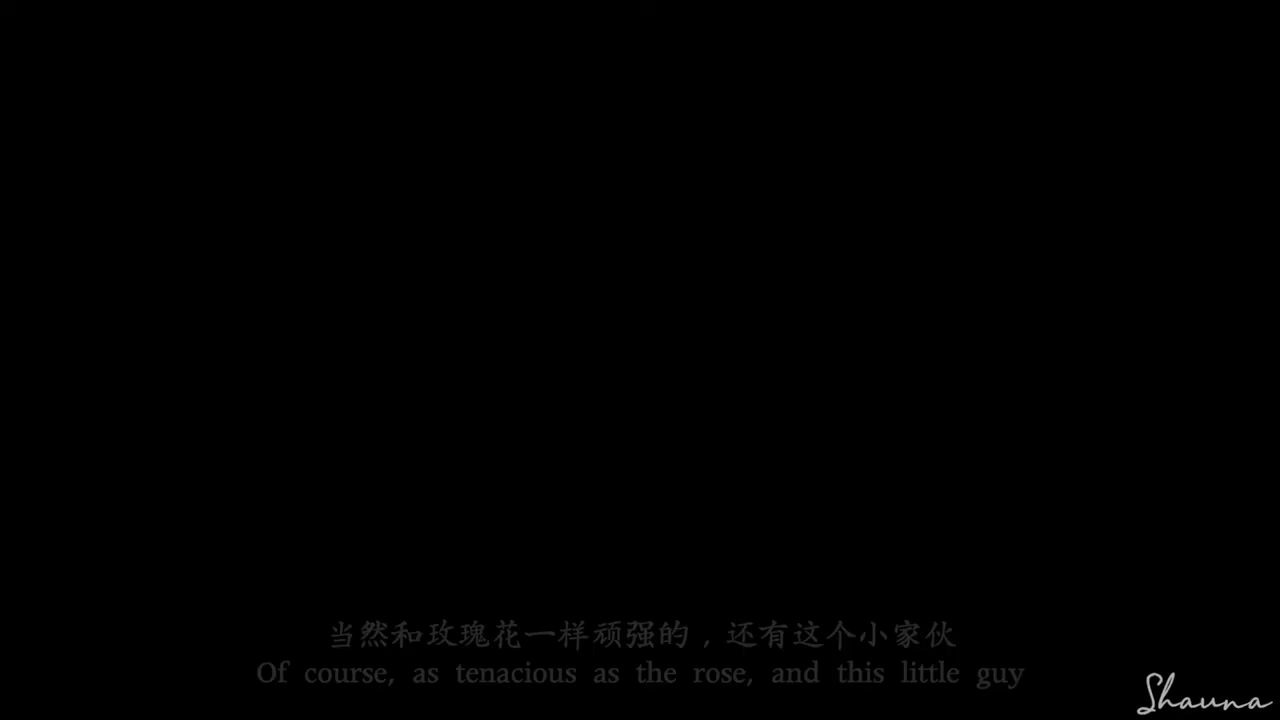 当然和玫瑰花一样顽强的，还有这个小家伙
Of course, as tenacious as the rose, and this little guy
Shauna